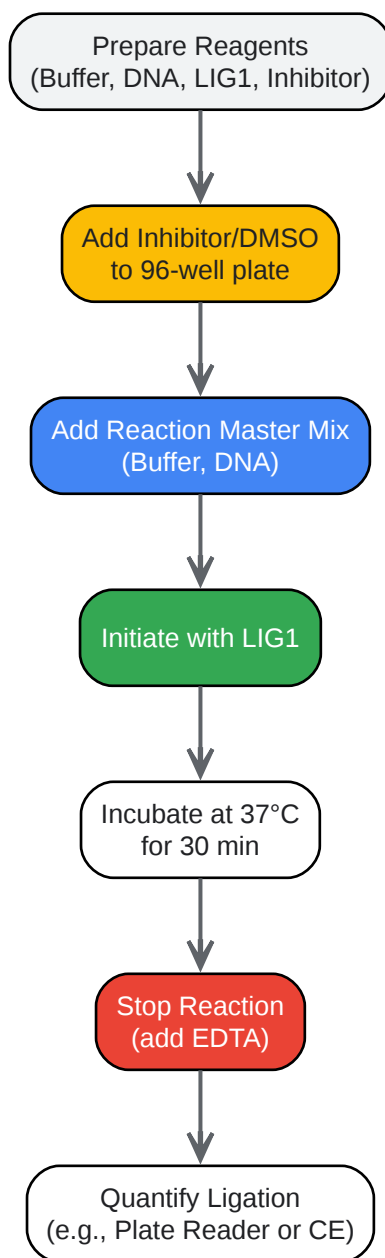 Prepare Reagents
(Buffer, DNA, LIG1, Inhibitor)
Add Inhibitor/DMSO
to 96-well plate
Add Reaction Master Mix
(Buffer, DNA)
Initiate with LIG1
Incubate at 37°C
for 30 min
Stop Reaction
(add EDTA)
Quantify Ligation
(e.g., Plate Reader or CE)